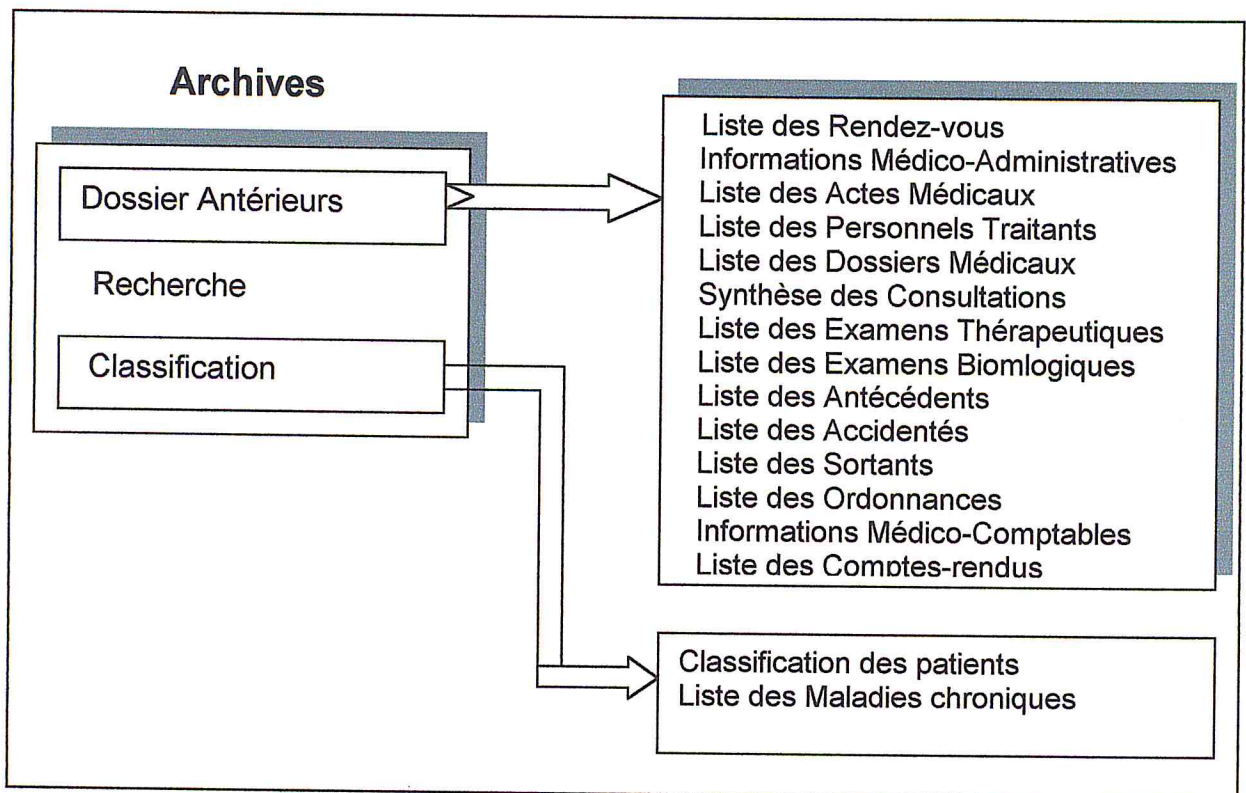 Archives
Dossier Antérieurs
Recherche
Classification
Liste des Rendez-vous
Informations Médico-Administratives
Liste des Actes Médicaux
Liste des Personnels Traitants
Liste des Dossiers Médicaux
Synthèse des Consultations
Liste des Examens Thérapeutiques
Liste des Examens Biomlogiques
Liste des Antécédents
Liste des Accidentés
Liste des Sortants
Liste des Ordonnances
Informations Médico-Comptables
Liste des Comptes-rendus
Classification des patients
Liste des Maladies chroniques